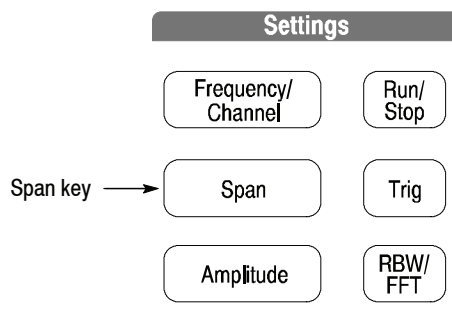 Settings
Frequency/
Channel
Run/
Stop
Span key
Span
Trig
Amplitude
RBW/
FFT